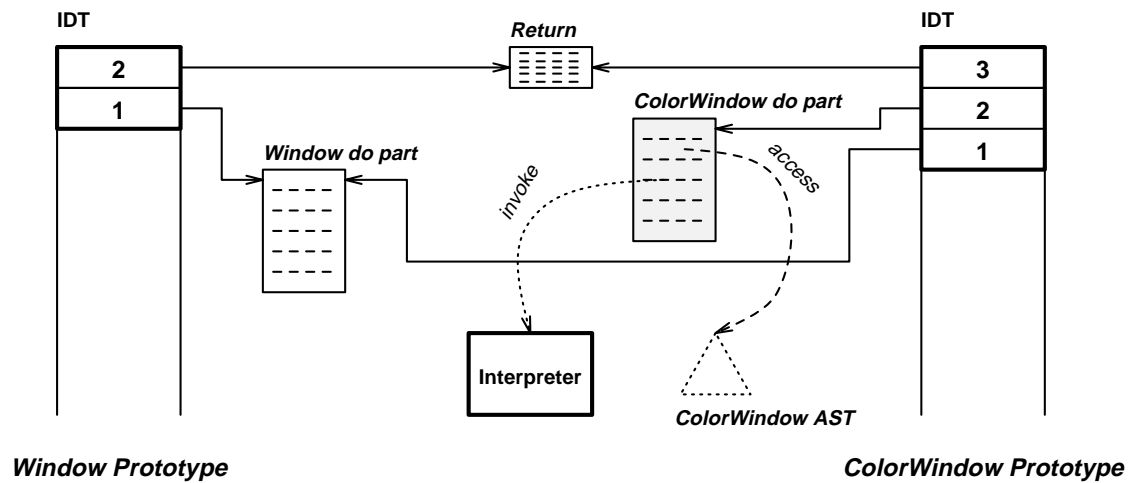 IDT
IDT
Return
2
3
1
ColorWindow do part
2
Window do part
1
access
invoke
Interpreter
ColorWindow AST
Window Prototype
ColorWindow Prototype